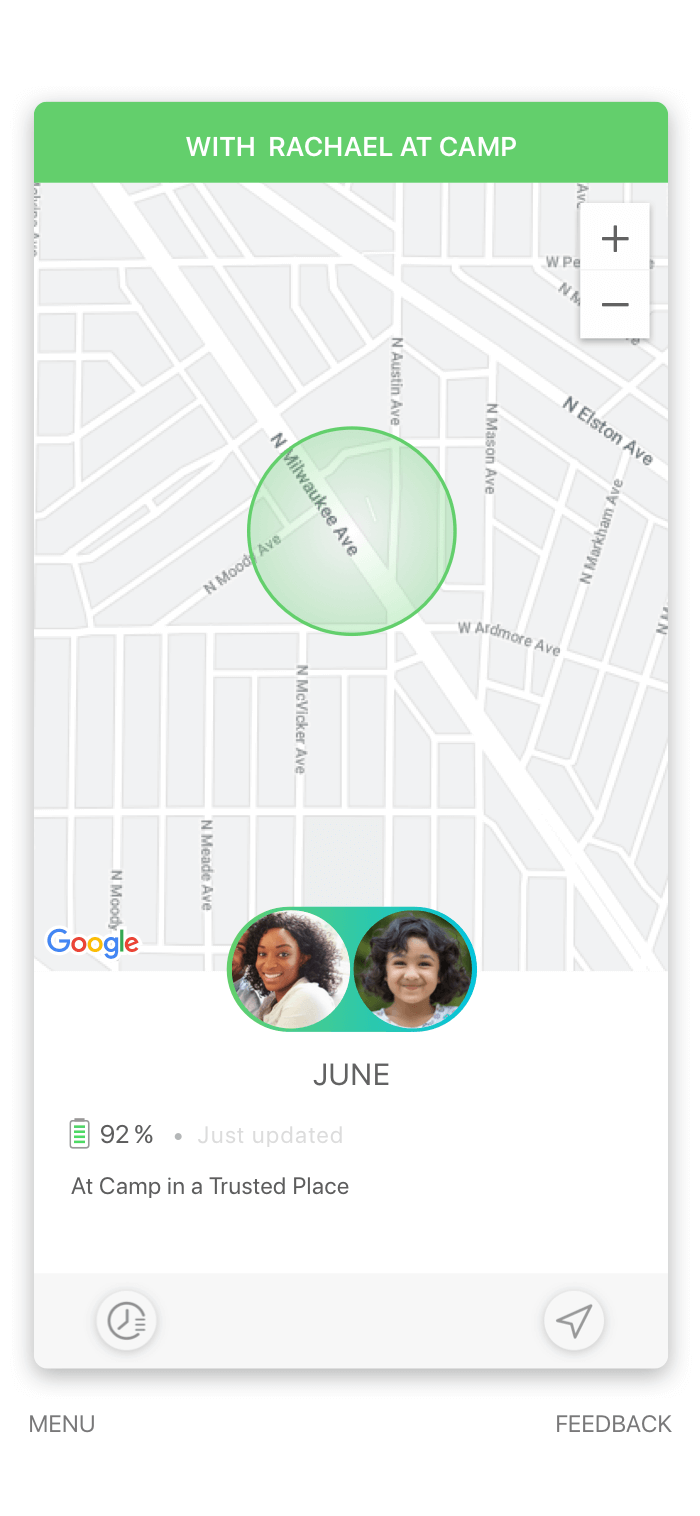 WITH RACHAEL AT CAMP
W Pe
N M
N Austin Ave
N Mason Ave
N Elston Ave
N Milwaukee Ave
N Markham Ave
N Moody Ave
W Ardmore Ave
N McVicker Ave
N Meade Ave
N Moody
Google
JUNE
92 % • Just updated
At Camp in a Trusted Place
MENU
FEEDBACK